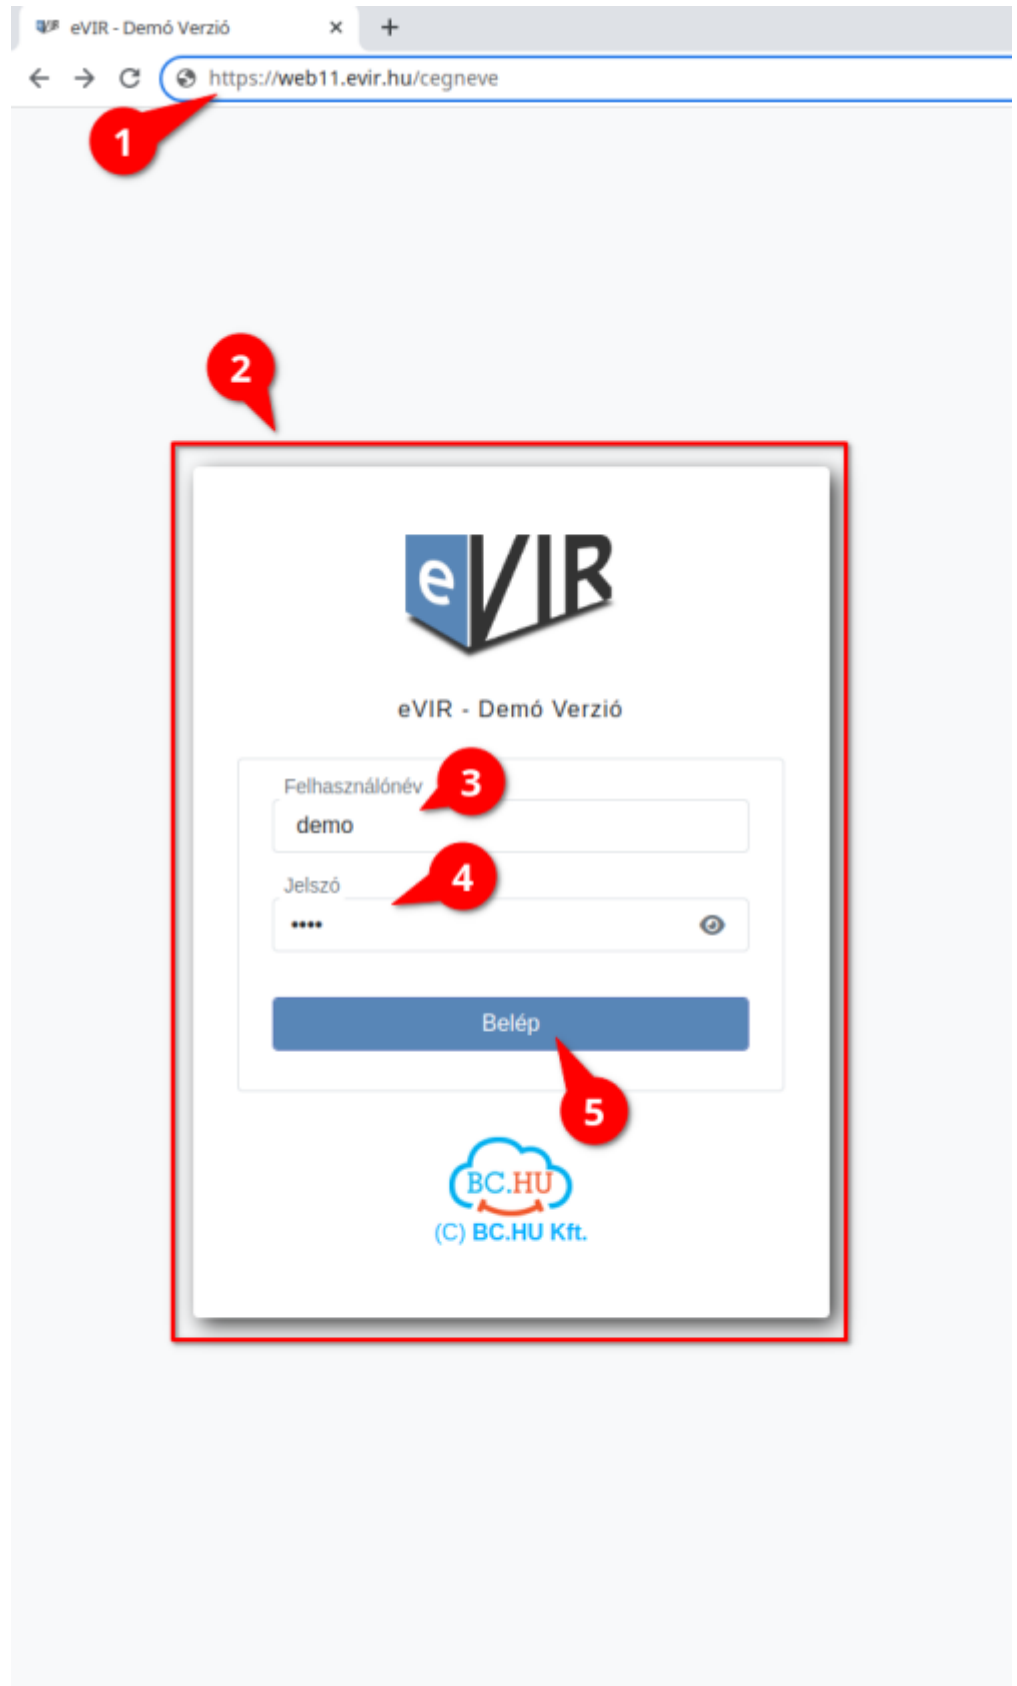 eVIR - Demó Verzió
https://web11.evir.hu/cegneve
1
2
eVIR
eVIR - Demó Verzió
Felhasználónév
3
demo
Jelszó
4
••••
Belép
5
BC.HU
(C) BC.HU Kft.